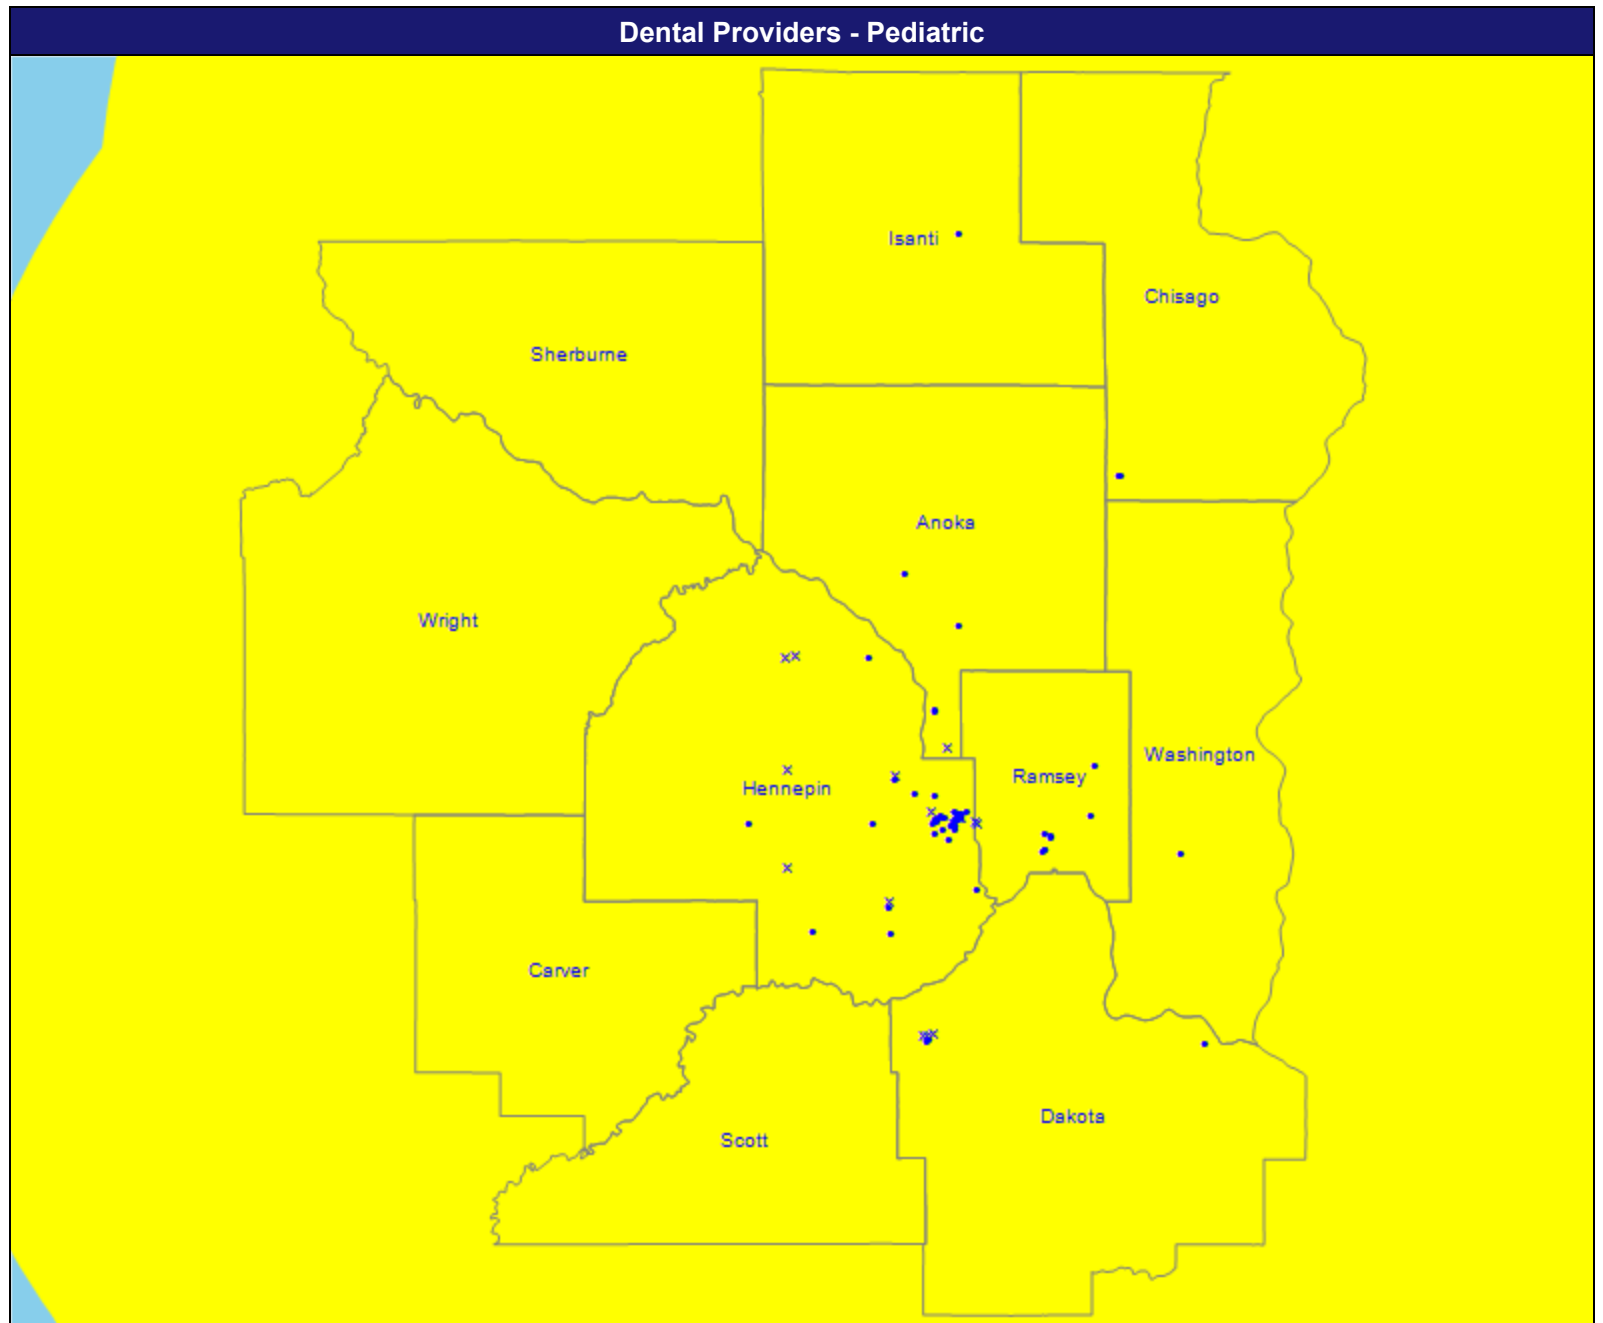 Dental Providers - Pediatric
Isanti
Chisago
Sherburne
Anoka
Wright
Washington
Ramsey
Hennepin
Carver
Dakota
Scott